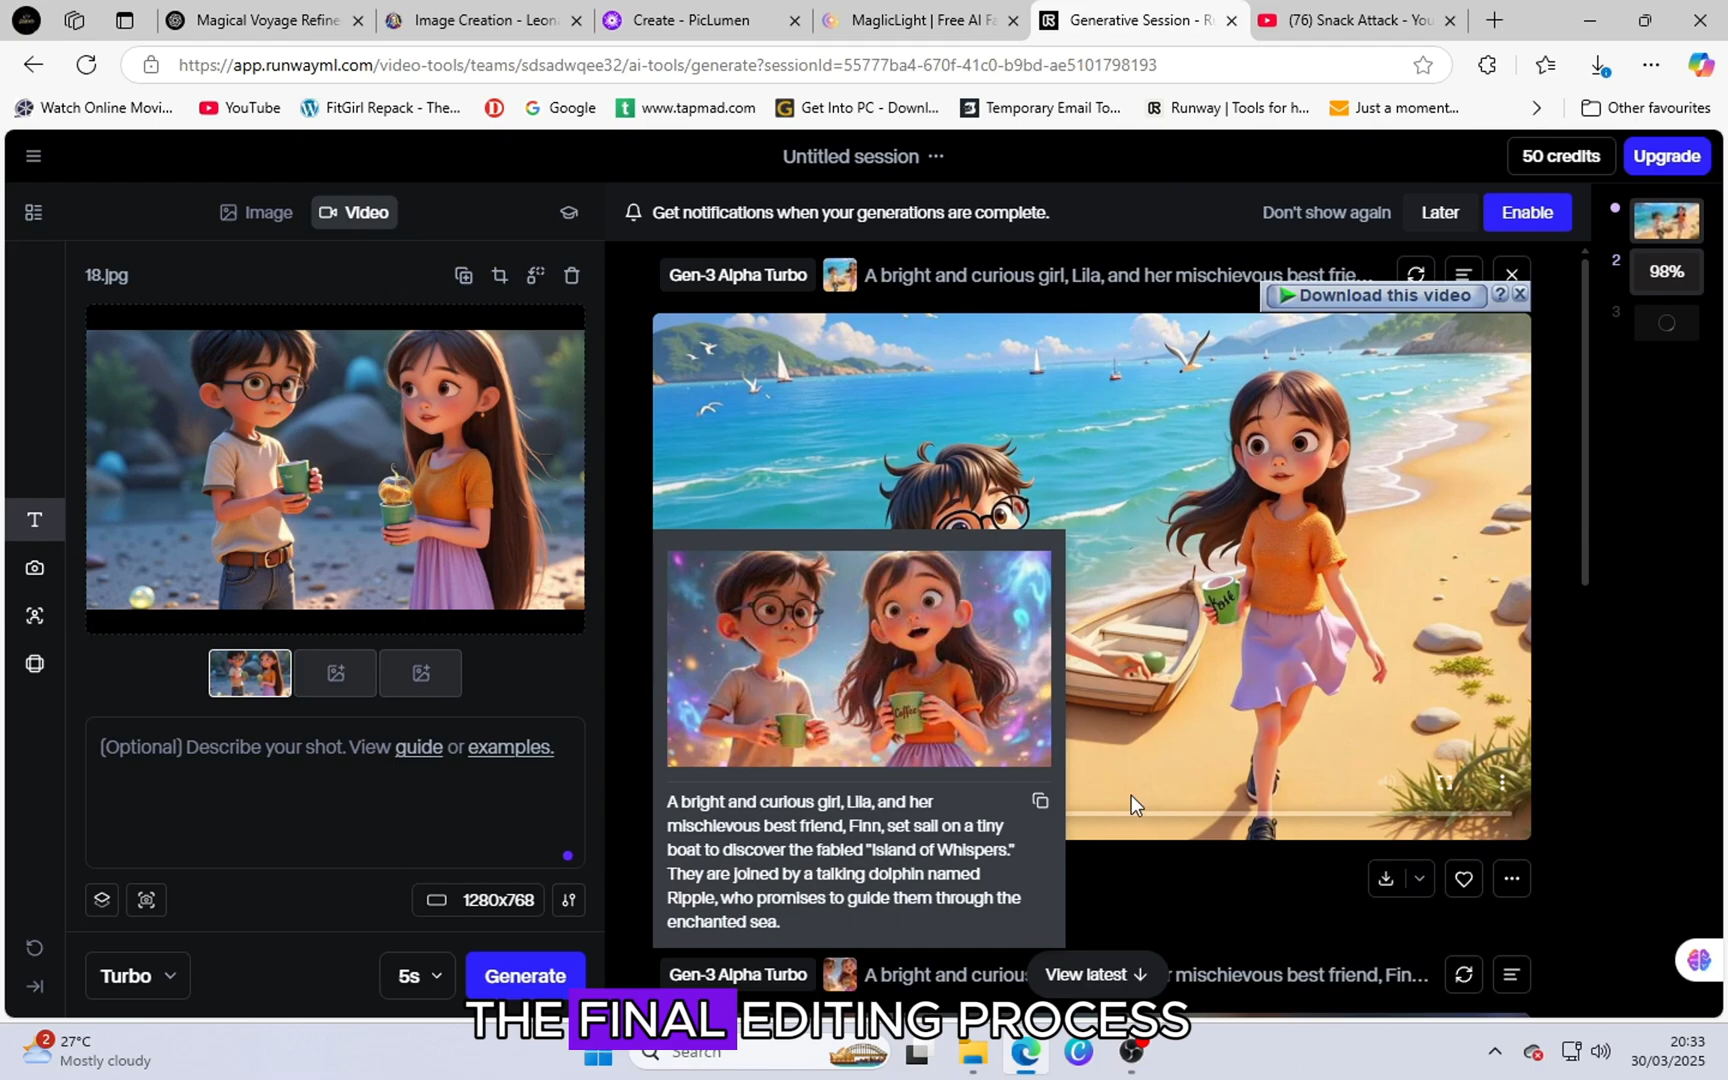 Magical Voyage Refine
Image Creation - Leona
Create - PicLumen
MaglicLight | Free AI Fa
Generative Session - R
(76) Snack Attack - You
https://app.runwayml.com/video-tools/teams/sdsadwqee32/ai-tools/generate?sessionId=55777ba4-670f-41c0-b9bd-ae5101798193
Watch Online Movi...
YouTube
FitGirl Repack - The...
Google
www.tapmad.com
Get Into PC - Downl...
Temporary Email To...
Runway | Tools for h...
Just a moment...
Other favourites
Untitled session
50 credits
Upgrade
Image
Video
Get notifications when your generations are complete.
Don't show again
Later
Enable
18.jpg
Gen-3 Alpha Turbo
A bright and curious girl, Lila, and her mischievous best frie...
Download this video
2
98%
3
Coffee
(Optional) Describe your shot. View guide or examples.
A bright and curious girl, Lila, and her
mischievous best friend, Finn, set sail on a tiny
boat to discover the fabled "Island of Whispers."
They are joined by a talking dolphin named
Ripple, who promises to guide them through the
enchanted sea.
1280x768
Turbo
5s
Generate
Gen-3 Alpha Turbo
A bright and curiou
View latest
mischievous best friend, Fin...
THE FINAL EDITING PROCESS
2
27°C
Mostly cloudy
Search
20:33
30/03/2025